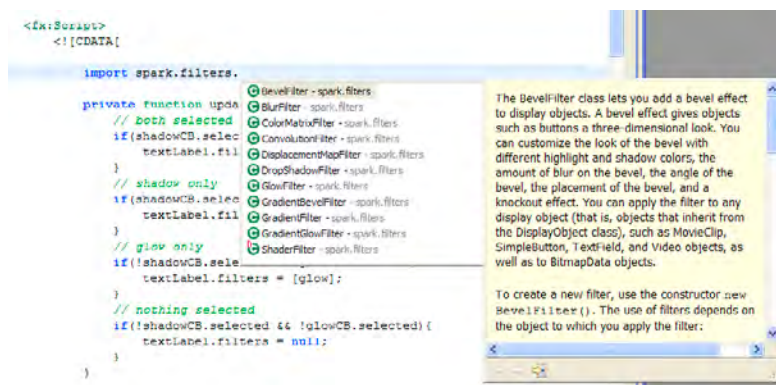 <fx:Script>
<![CDATA[
import spark.filters.
private function upda
// both selected
if(shadowCB.selec
textLabel.fil
}
// shadow only
if(shadowCB.selec
textLabel.fil
}
// glow only
if(!shadowCB.sele
textLabel.filters = [glow];
}
// nothing selected
if(!shadowCB.selected && !glowCB.selected){
textLabel.filters = null;
}
}
BevelFilter - spark.filters
BlurFilter - spark.filters
ColorMatrixFilter - spark.filters
ConvolutionFilter - spark.filters
DisplacementMapFilter - spark.filters
DropShadowFilter - spark.filters
GlowFilter - spark.filters
GradientBevelFilter - spark.filters
GradientFilter - spark.filters
GradientGlowFilter - spark.filters
ShaderFilter - spark.filters
The BevelFilter class lets you add a bevel effect
to display objects. A bevel effect gives objects
such as buttons a three-dimensional look. You
can customize the look of the bevel with
different highlight and shadow colors, the
amount of blur on the bevel, the angle of the
bevel, the placement of the bevel, and a
knockout effect. You can apply the filter to any
display object (that is, objects that inherit from
the DisplayObject class), such as MovieClip,
SimpleButton, TextField, and Video objects, as
well as to BitmapData objects.
To create a new filter, use the constructor new
BevelFilter(). The use of filters depends on
the object to which you apply the filter: